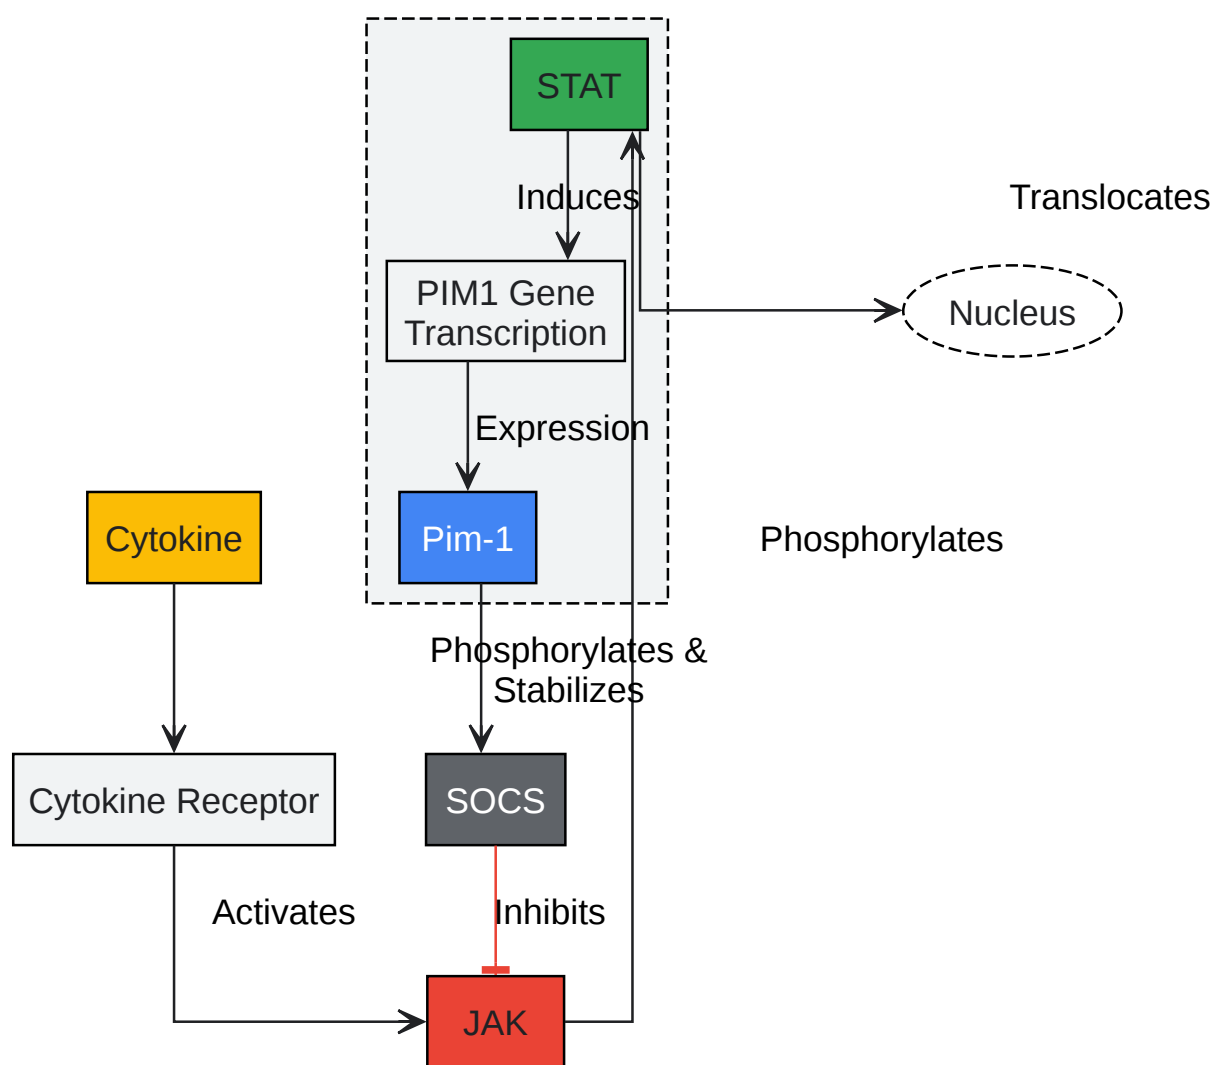 STAT
Induces
Translocates
PIM1 Gene
Transcription
Nucleus
Expression
Cytokine
Pim-1
Phosphorylates
Phosphorylates &
Stabilizes
Cytokine Receptor
SOCS
Activates
Inhibits
JAK